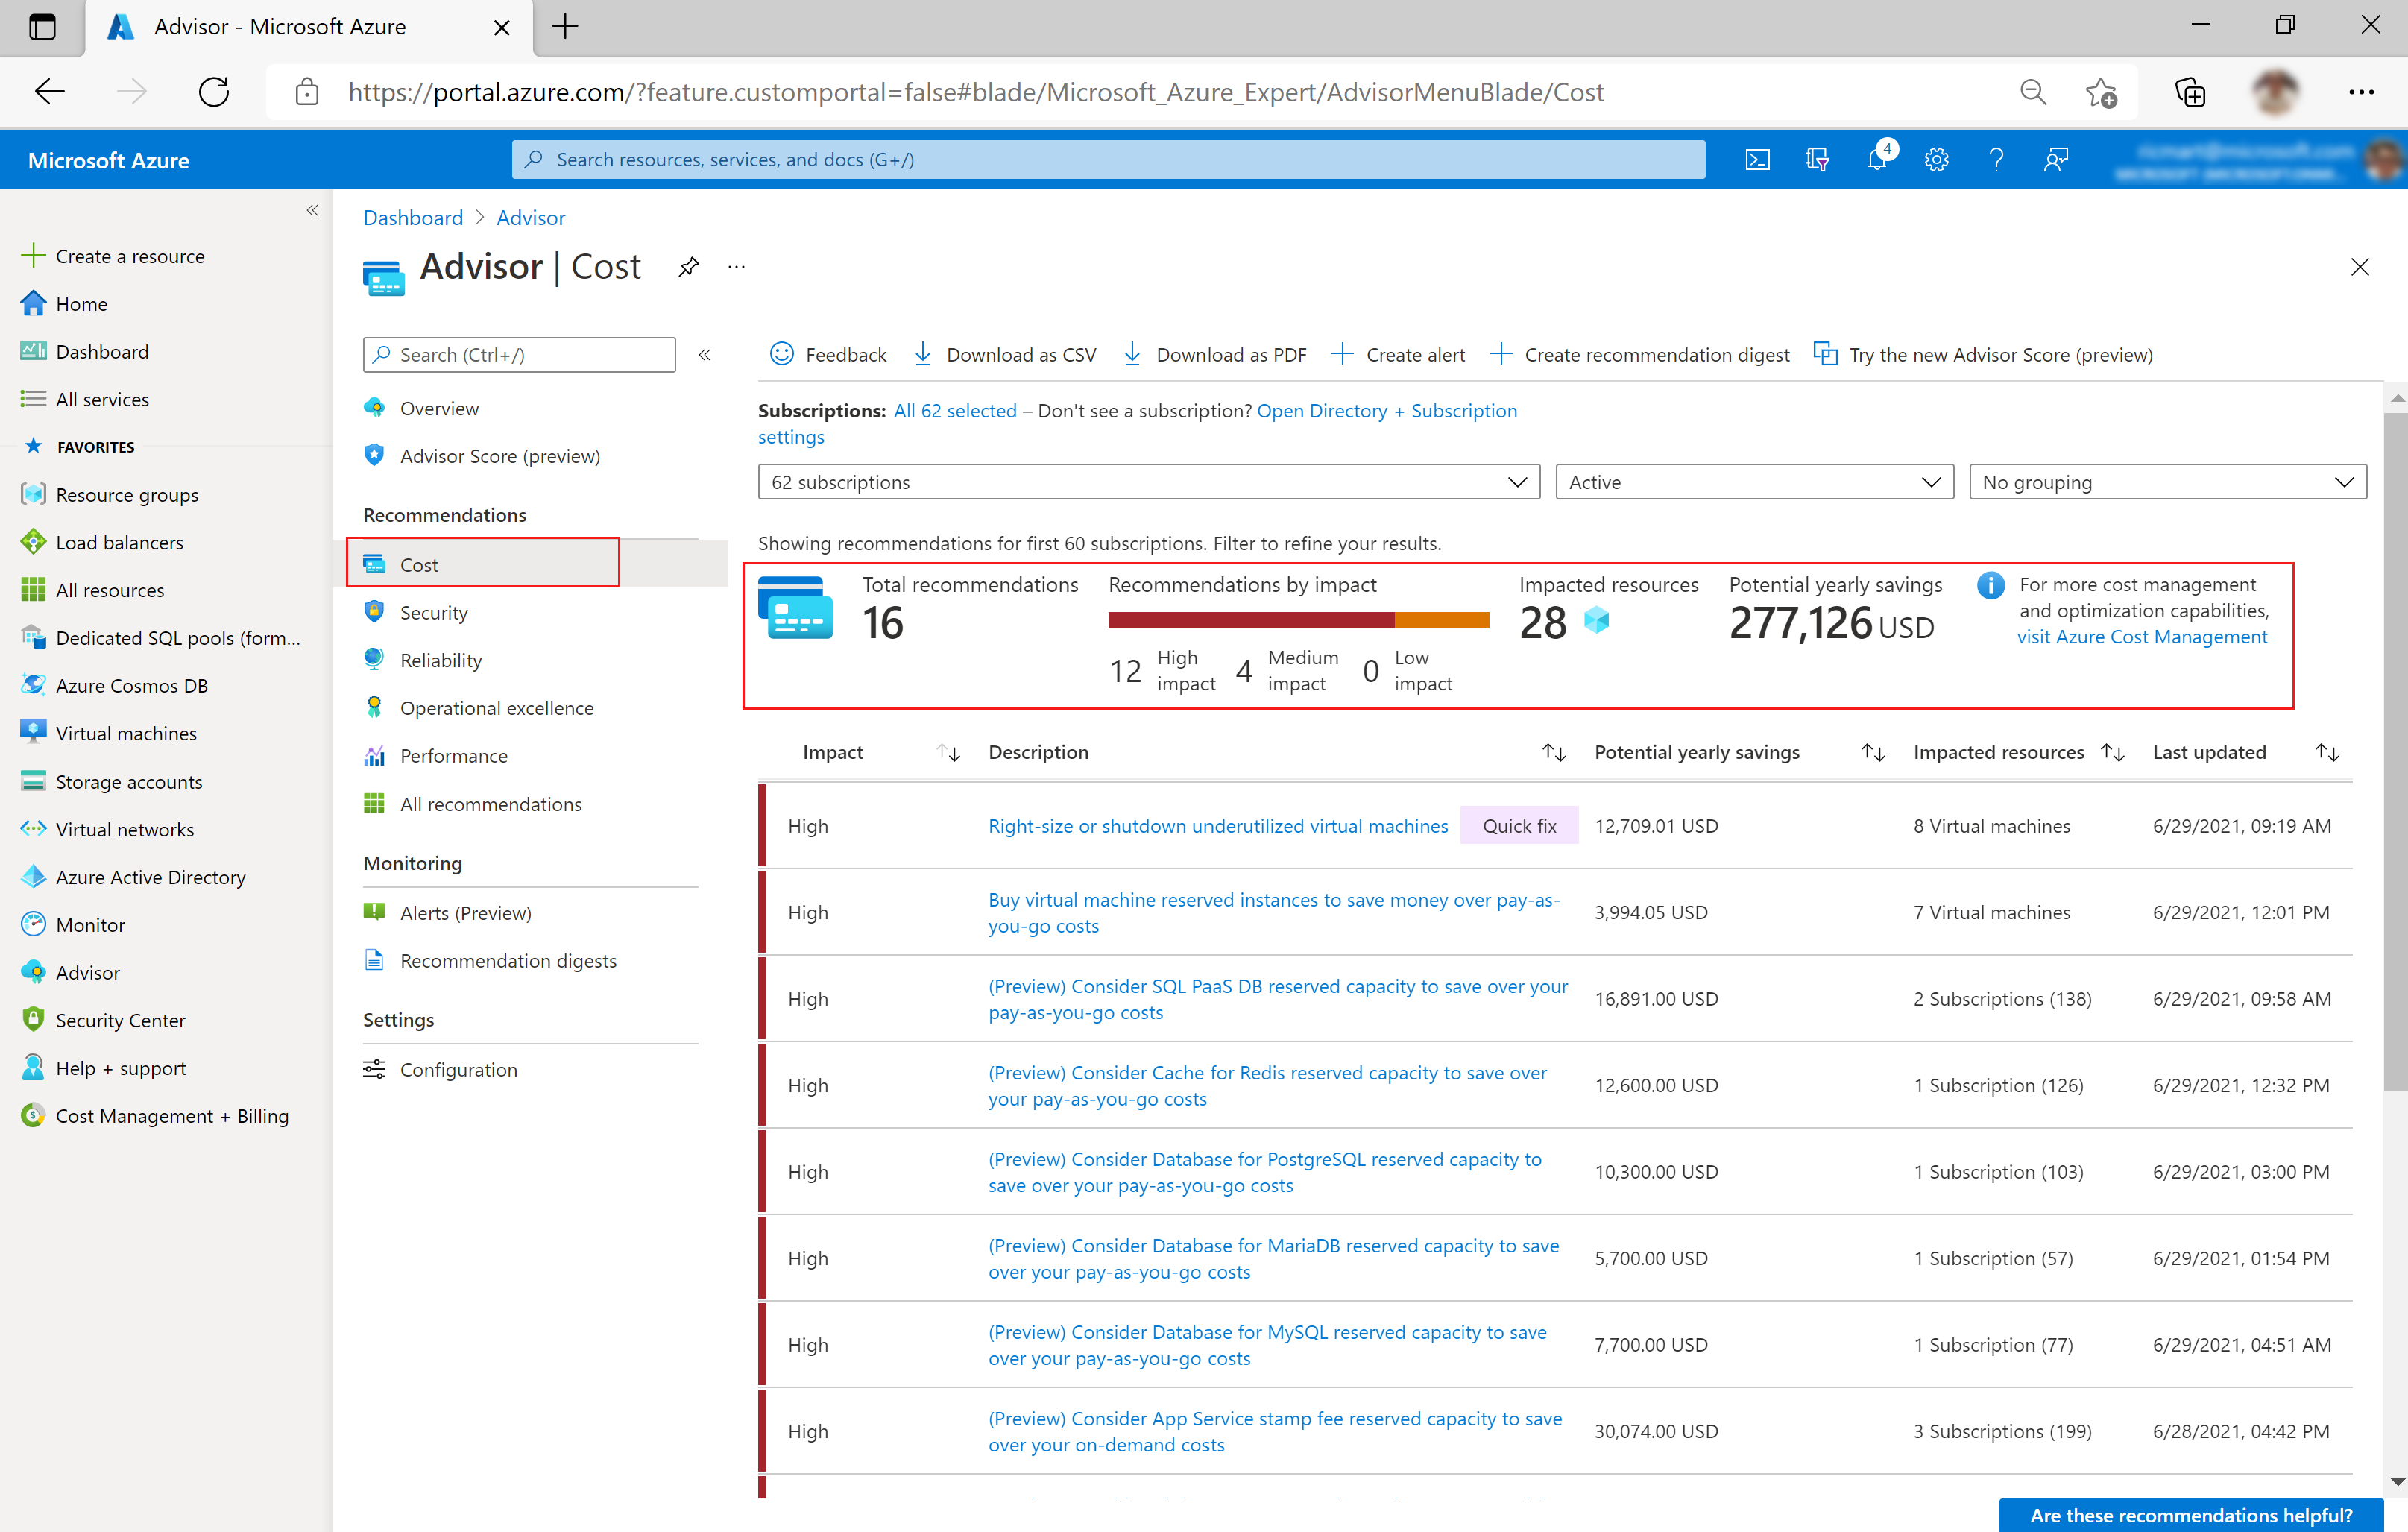 Advisor - Microsoft Azure
https://portal.azure.com/?feature.customportal=false#blade/Microsoft_Azure_Expert/AdvisorMenuBlade/Cost
Microsoft Azure
Search resources, services, and docs (G+/)
4
Create a resource
Home
Dashboard
All services
FAVORITES
Resource groups
Load balancers
All resources
Dedicated SQL pools (form...
Azure Cosmos DB
Virtual machines
Storage accounts
Virtual networks
Azure Active Directory
Monitor
Advisor
Security Center
Help + support
Cost Management + Billing
Dashboard > Advisor
Advisor | Cost
Search (Ctrl+/)
Overview
Advisor Score (preview)
Recommendations
Cost
Security
Reliability
Operational excellence
Performance
All recommendations
Monitoring
Alerts (Preview)
Recommendation digests
Settings
Configuration
Feedback Download as CSV Download as PDF Create alert Create recommendation digest Try the new Advisor Score (preview)
Subscriptions: All 62 selected – Don't see a subscription? Open Directory + Subscription
settings
62 subscriptions Active No grouping
Showing recommendations for first 60 subscriptions. Filter to refine your results.
Total recommendations
16
Recommendations by impact
12 High impact 4 Medium impact 0 Low impact
Impacted resources
28
Potential yearly savings
277,126 USD
For more cost management
and optimization capabilities,
visit Azure Cost Management
Impact Description Potential yearly savings Impacted resources Last updated
High Right-size or shutdown underutilized virtual machines Quick fix 12,709.01 USD 8 Virtual machines 6/29/2021, 09:19 AM
High Buy virtual machine reserved instances to save money over pay-as-
you-go costs 3,994.05 USD 7 Virtual machines 6/29/2021, 12:01 PM
High (Preview) Consider SQL PaaS DB reserved capacity to save over your
pay-as-you-go costs 16,891.00 USD 2 Subscriptions (138) 6/29/2021, 09:58 AM
High (Preview) Consider Cache for Redis reserved capacity to save over
your pay-as-you-go costs 12,600.00 USD 1 Subscription (126) 6/29/2021, 12:32 PM
High (Preview) Consider Database for PostgreSQL reserved capacity to
save over your pay-as-you-go costs 10,300.00 USD 1 Subscription (103) 6/29/2021, 03:00 PM
High (Preview) Consider Database for MariaDB reserved capacity to save
over your pay-as-you-go costs 5,700.00 USD 1 Subscription (57) 6/29/2021, 01:54 PM
High (Preview) Consider Database for MySQL reserved capacity to save
over your pay-as-you-go costs 7,700.00 USD 1 Subscription (77) 6/29/2021, 04:51 AM
High (Preview) Consider App Service stamp fee reserved capacity to save
over your on-demand costs 30,074.00 USD 3 Subscriptions (199) 6/28/2021, 04:42 PM
Are these recommendations helpful?